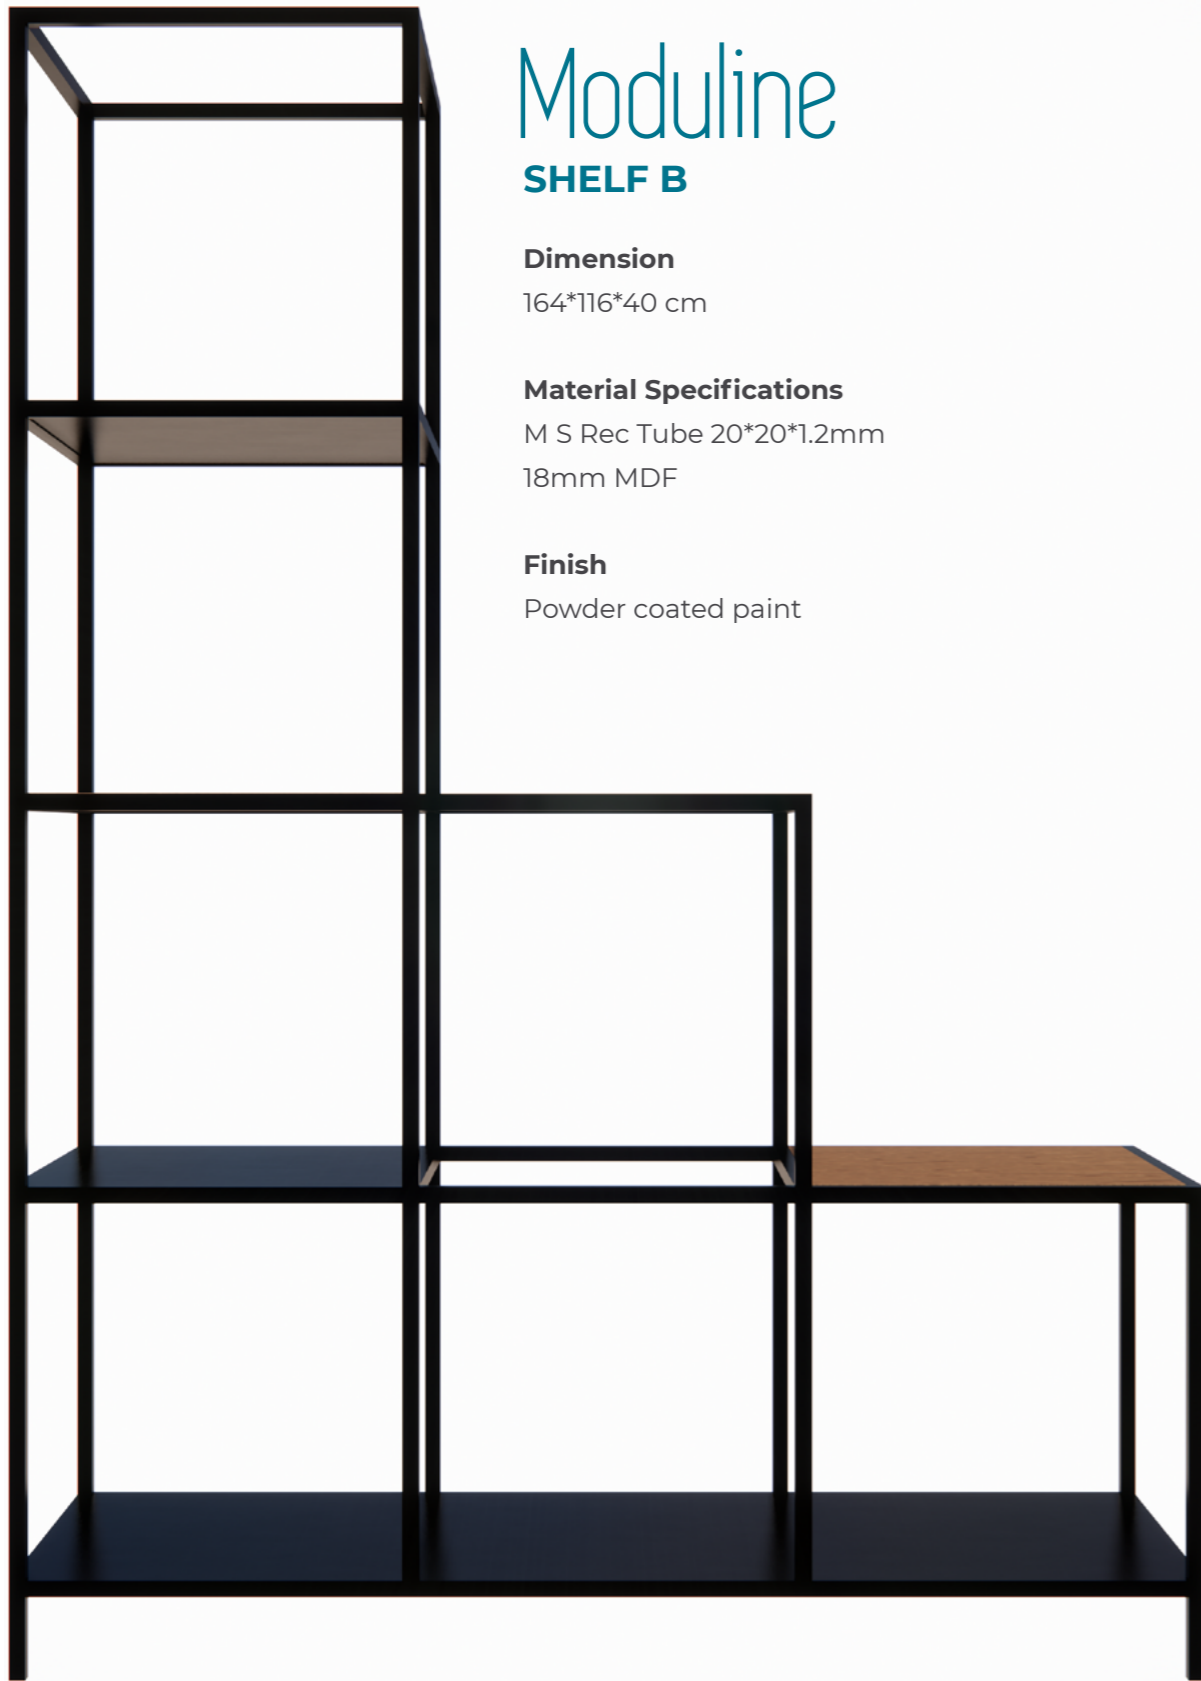 Moduline
SHELF B
Dimension
164*116*40 cm
Material Specifications
M S Rec Tube 20*20*1.2mm
18mm MDF
Finish
Powder coated paint